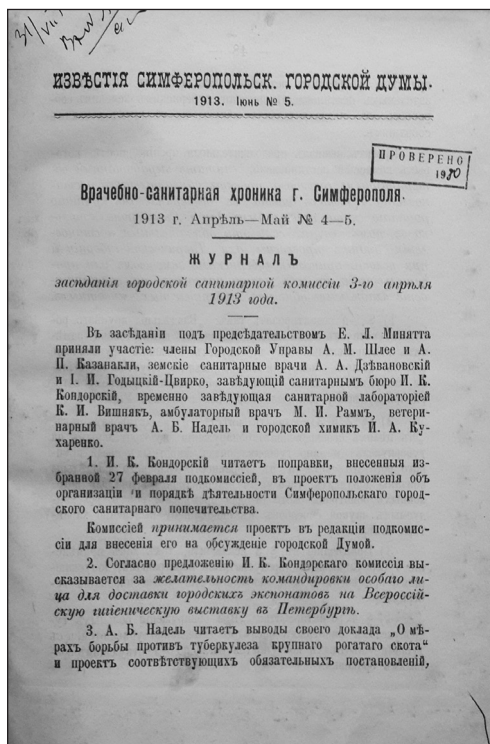 31/VII
ИЗВѢСТІЯ СИМФЕРОПОЛЬСК. ГОРОДСКОЙ ДУМЫ.
1913. Іюнь № 5.
ПРОВЕРЕНО
1980
Врачебно-санитарная хроника г. Симферополя.
1913 г. Апрѣль—Май № 4—5.
ЖУРНАЛЪ
засѣданія городской санитарной комиссіи 3-го апрѣля
1913 года.
Въ засѣданіи подъ предсѣдательствомъ Е. Л. Минятта
приняли участіе: члены Городской Управы А. М. Шлее и А.
П. Казанакли, земскіе санитарные врачи А. А. Дзѣвановскій
и І. И. Годыцкій-Цвирко, завѣдующій санитарнымъ бюро И. К.
Кондорскій, временно завѣдующая санитарной лабораторіей
К. И. Вишнякъ, амбулаторный врачъ М. И. Раммъ, ветери-
нарный врачъ А. Б. Надель и городской химикъ И. А. Ку-
харенко.
1. И. К. Кондорскій читаетъ поправки, внесенныя из-
бранной 27 февраля подкомиссіей, въ проектъ положенія объ
организаціи и порядкѣ дѣятельности Симферопольскаго город-
ского санитарнаго попечительства.
Комиссіей принимается проектъ въ редакціи подкомис-
сіи для внесенія его на обсужденіе городской Думой.
2. Согласно предложенію И. К. Кондорскаго комиссія вы-
сказывается за желательность командировки особаго ли-
ца для доставки городскихъ экспонатовъ на Всероссій-
скую гигіеническую выставку въ Петербургѣ.
3. А. Б. Надель читаетъ выводы своего доклада „О мѣ-
рахъ борьбы противъ туберкулеза крупнаго рогатаго скота“
и проектъ соотвѣтствующихъ обязательныхъ постановленій,